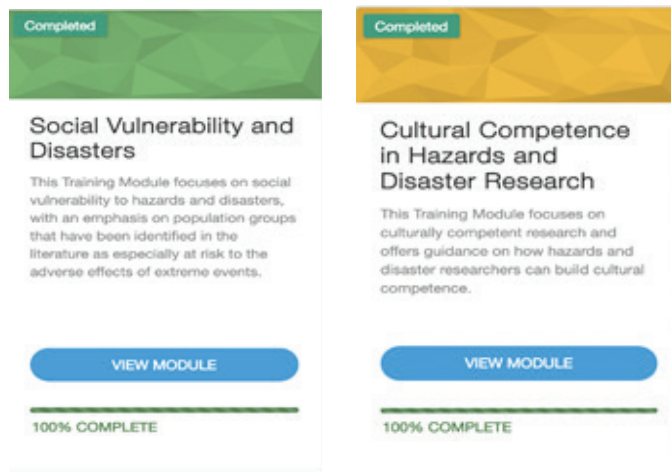 Completed
Social Vulnerability and
Disasters
This Training Module focuses on social
vulnerability to hazards and disasters,
with an emphasis on population groups
that have been identified in the
literature as especially at risk to the
adverse effects of extreme events.
VIEW MODULE
100% COMPLETE
Completed
Cultural Competence
in Hazards and
Disaster Research
This Training Module focuses on
culturally competent research and
offers guidance on how hazards and
disaster researchers can build cultural
competence.
VIEW MODULE
100% COMPLETE